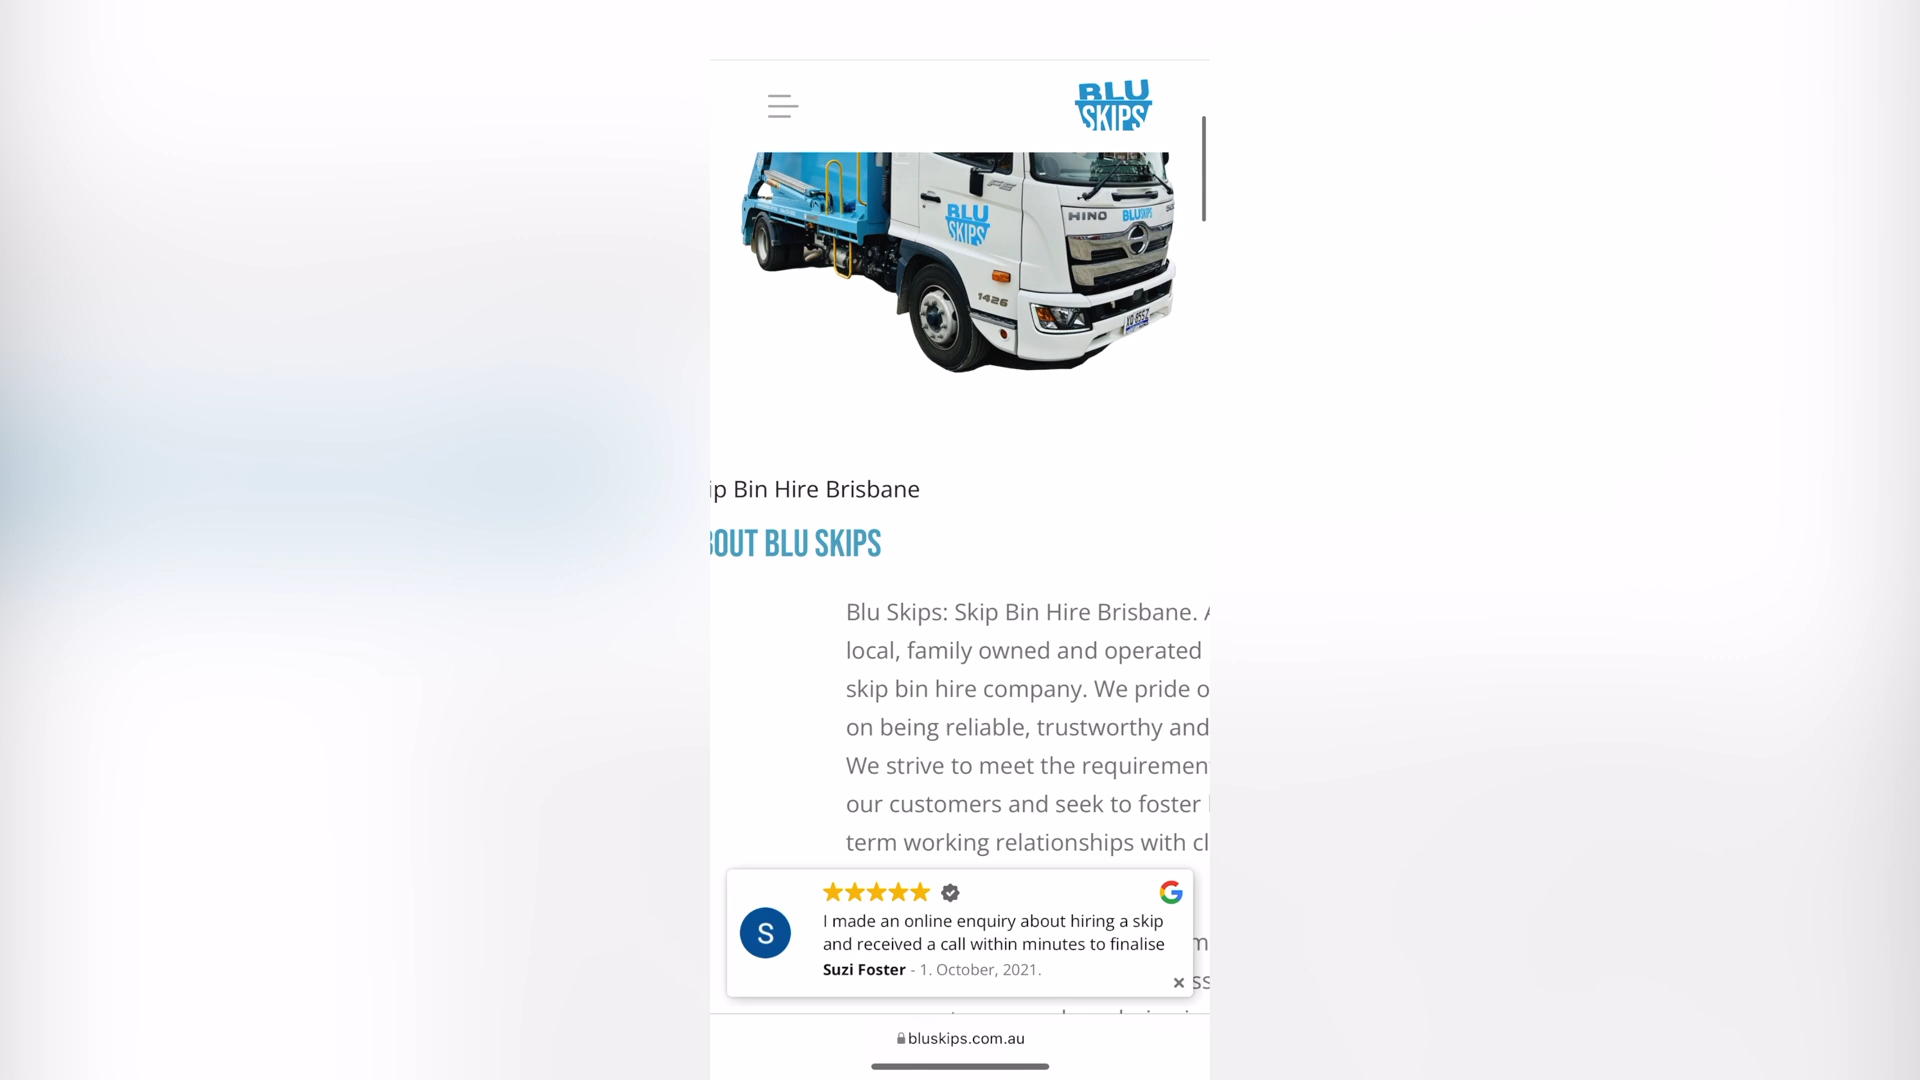 BLU
SKIPS
BLU
SKIPS
HINO
BLUSKIPS
1426
ip Bin Hire Brisbane
BOUT BLU SKIPS
Blu Skips: Skip Bin Hire Brisbane. A
local, family owned and operated
skip bin hire company. We pride o
on being reliable, trustworthy and
We strive to meet the requiremen
our customers and seek to foster
term working relationships with cl
I made an online enquiry about hiring a skip
and received a call within minutes to finalise
Suzi Foster - 1. October, 2021.
S
G
bluskips.com.au